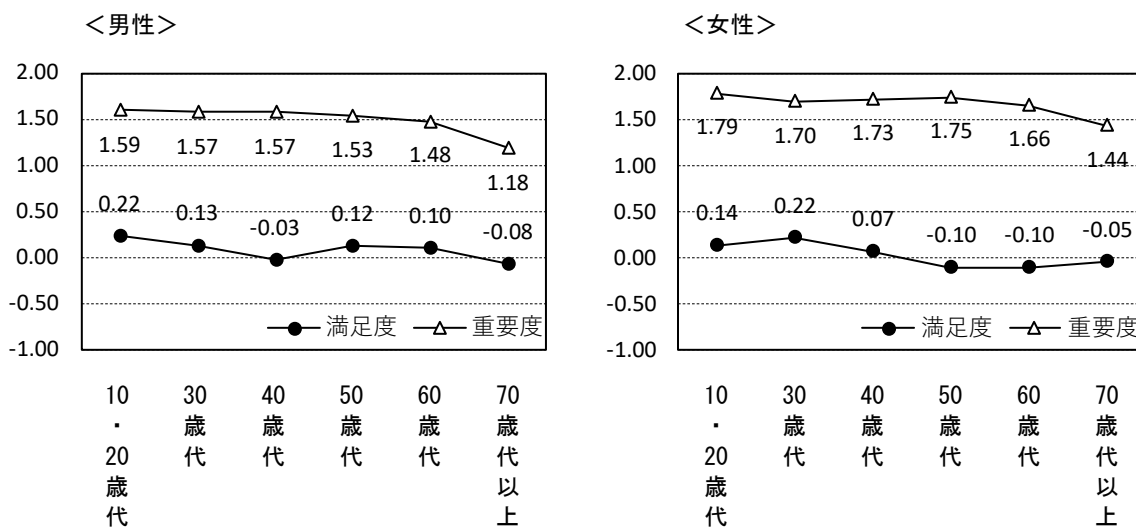 ＜男性＞
2.00
1.50
1.00
0.50
0.00
-0.50
-1.00
1.59
1.57
1.57
1.53
1.48
1.18
0.22
0.13
-0.03
0.12
0.10
-0.08
満足度
重要度
10・20歳代
30歳代
40歳代
50歳代
60歳代
70歳代以上
＜女性＞
2.00
1.50
1.00
0.50
0.00
-0.50
-1.00
1.79
1.70
1.73
1.75
1.66
1.44
0.14
0.22
0.07
-0.10
-0.10
-0.05
満足度
重要度
10・20歳代
30歳代
40歳代
50歳代
60歳代
70歳代以上